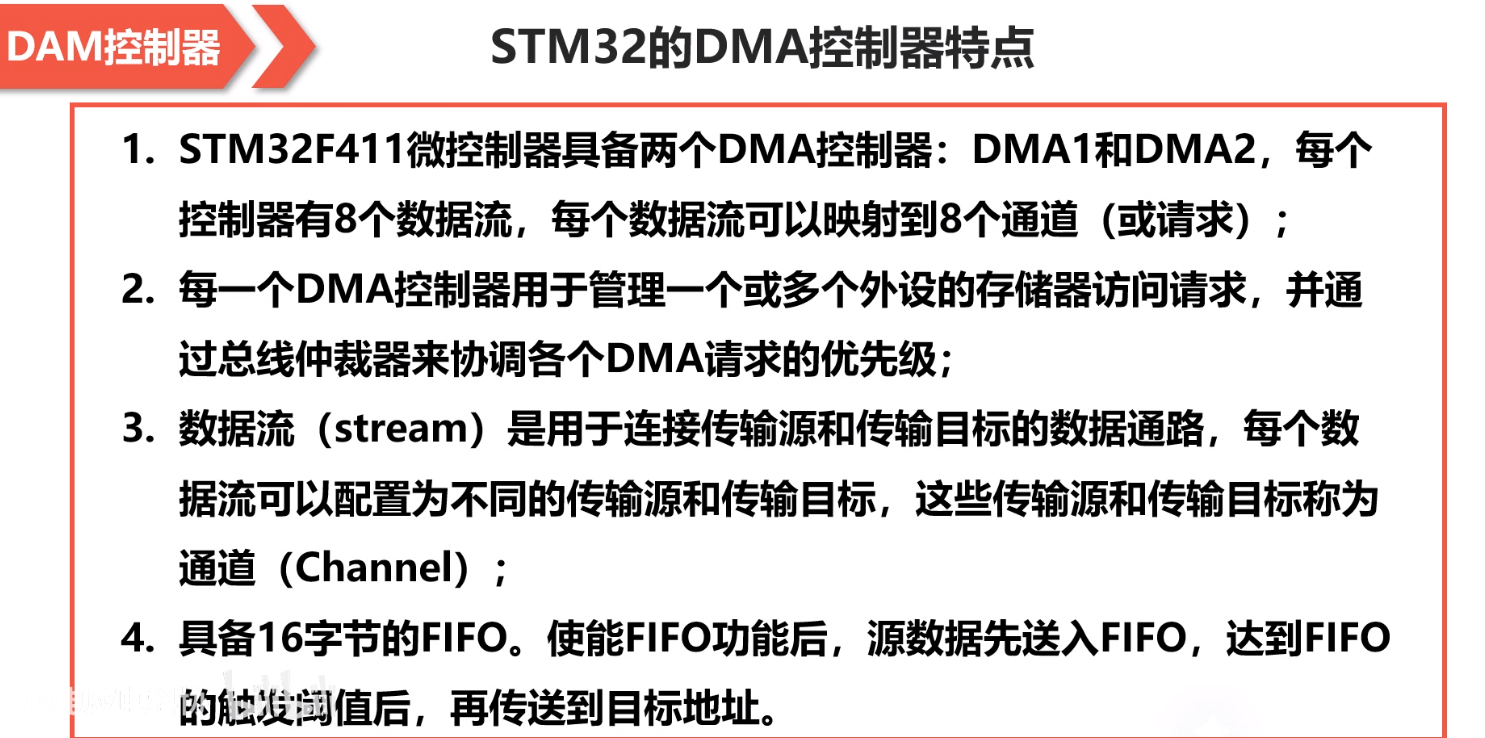 DAM控制器
STM32的DMA控制器特点
1. STM32F411微控制器具备两个DMA控制器：DMA1和DMA2，每个
控制器有8个数据流，每个数据流可以映射到8个通道（或请求）；
2. 每一个DMA控制器用于管理一个或多个外设的存储器访问请求，并通
过总线仲裁器来协调各个DMA请求的优先级；
3. 数据流（stream）是用于连接传输源和传输目标的数据通路，每个数
据流可以配置为不同的传输源和传输目标，这些传输源和传输目标称为
通道（Channel）；
4. 具备16字节的FIFO。使能FIFO功能后，源数据先送入FIFO，达到FIFO
的触发阈值后，再传送到目标地址。